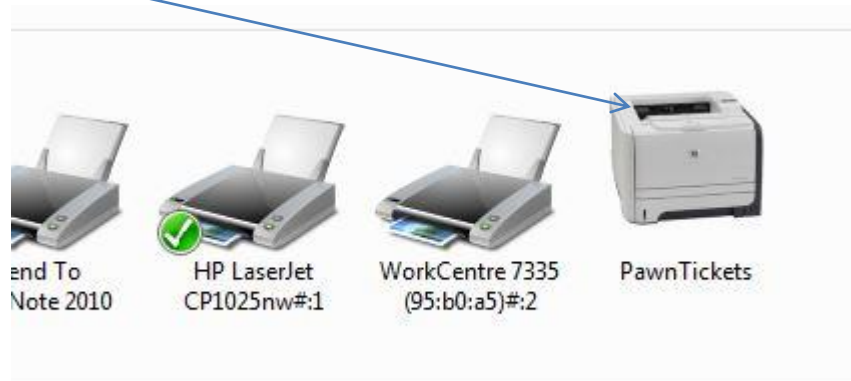 end To
Note 2010
HP LaserJet
CP1025nw#:1
WorkCentre 7335
(95:b0:a5)#:2
PawnTickets